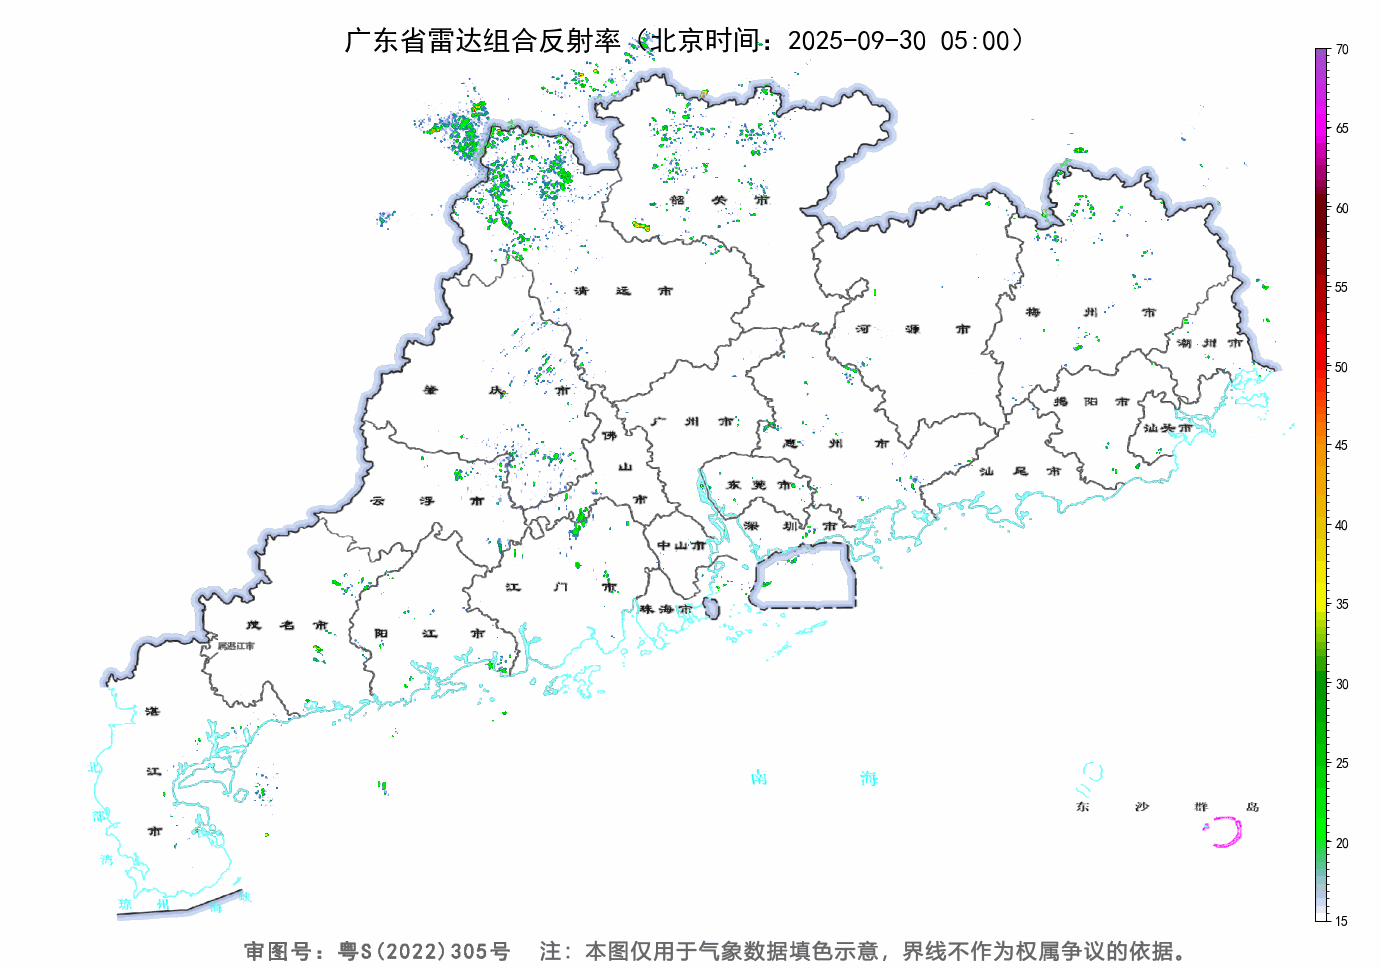 广东省雷达组合反射率（北京时间：2025-09-30 05:00）
70
65
60
55
50
45
40
35
30
25
20
15
韶关市
清远市
河源市
梅州市
潮州市
肇庆市
广州市
佛山市
惠州市
揭阳市
汕头市
汕尾市
云浮市
东莞市
深圳市
中山市
江门市
珠海市
茂名市
阳江市
属湛江市
湛江市
北部湾
琼州海峡
南海
东沙群岛
审图号：粤S(2022)305号 注：本图仅用于气象数据填色示意，界线不作为权属争议的依据。